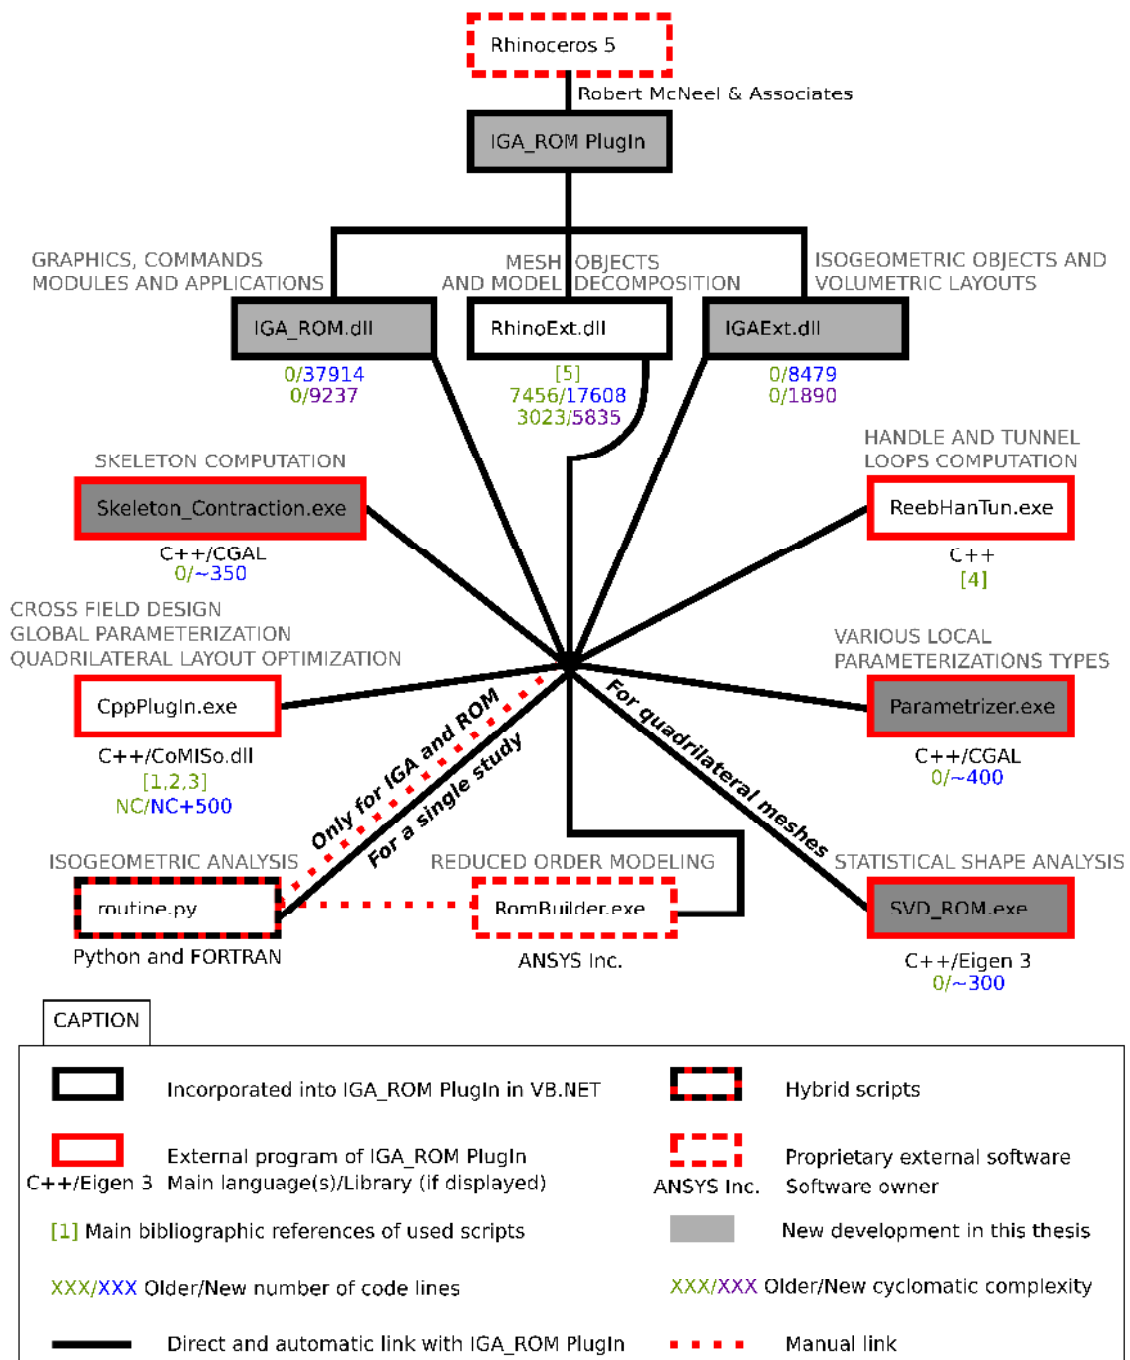 Rhinoceros 5
Robert McNeel & Associates
IGA_ROM PlugIn
GRAPHICS, COMMANDS
MODULES AND APPLICATIONS
MESH OBJECTS
AND MODEL DECOMPOSITION
ISOGEOMETRIC OBJECTS AND
VOLUMETRIC LAYOUTS
IGA_ROM.dll
RhinoExt.dll
IGAExt.dll
0/37914
0/9237
[5]
7456/17608
3023/5835
0/8479
0/1890
SKELETON COMPUTATION
HANDLE AND TUNNEL
LOOPS COMPUTATION
Skeleton_Contraction.exe
ReebHanTun.exe
C++/CGAL
0/~350
C++
[4]
CROSS FIELD DESIGN
GLOBAL PARAMETERIZATION
QUADRILATERAL LAYOUT OPTIMIZATION
VARIOUS LOCAL
PARAMETERIZATIONS TYPES
CppPlugIn.exe
Parametrizer.exe
C++/CoMISo.dll
[1,2,3]
NC/NC+500
C++/CGAL
0/~400
Only for IGA and ROM
For a single study
For quadrilateral meshes
ISOGEOMETRIC ANALYSIS
REDUCED ORDER MODELING
STATISTICAL SHAPE ANALYSIS
routine.py
RomBuilder.exe
SVD_ROM.exe
Python and FORTRAN
ANSYS Inc.
C++/Eigen 3
0/~300
CAPTION
Incorporated into IGA_ROM PlugIn in VB.NET
Hybrid scripts
External program of IGA_ROM PlugIn
Proprietary external software
C++/Eigen 3 Main language(s)/Library (if displayed)
ANSYS Inc. Software owner
[1] Main bibliographic references of used scripts
New development in this thesis
XXX/XXX Older/New number of code lines
XXX/XXX Older/New cyclomatic complexity
Direct and automatic link with IGA_ROM PlugIn
Manual link